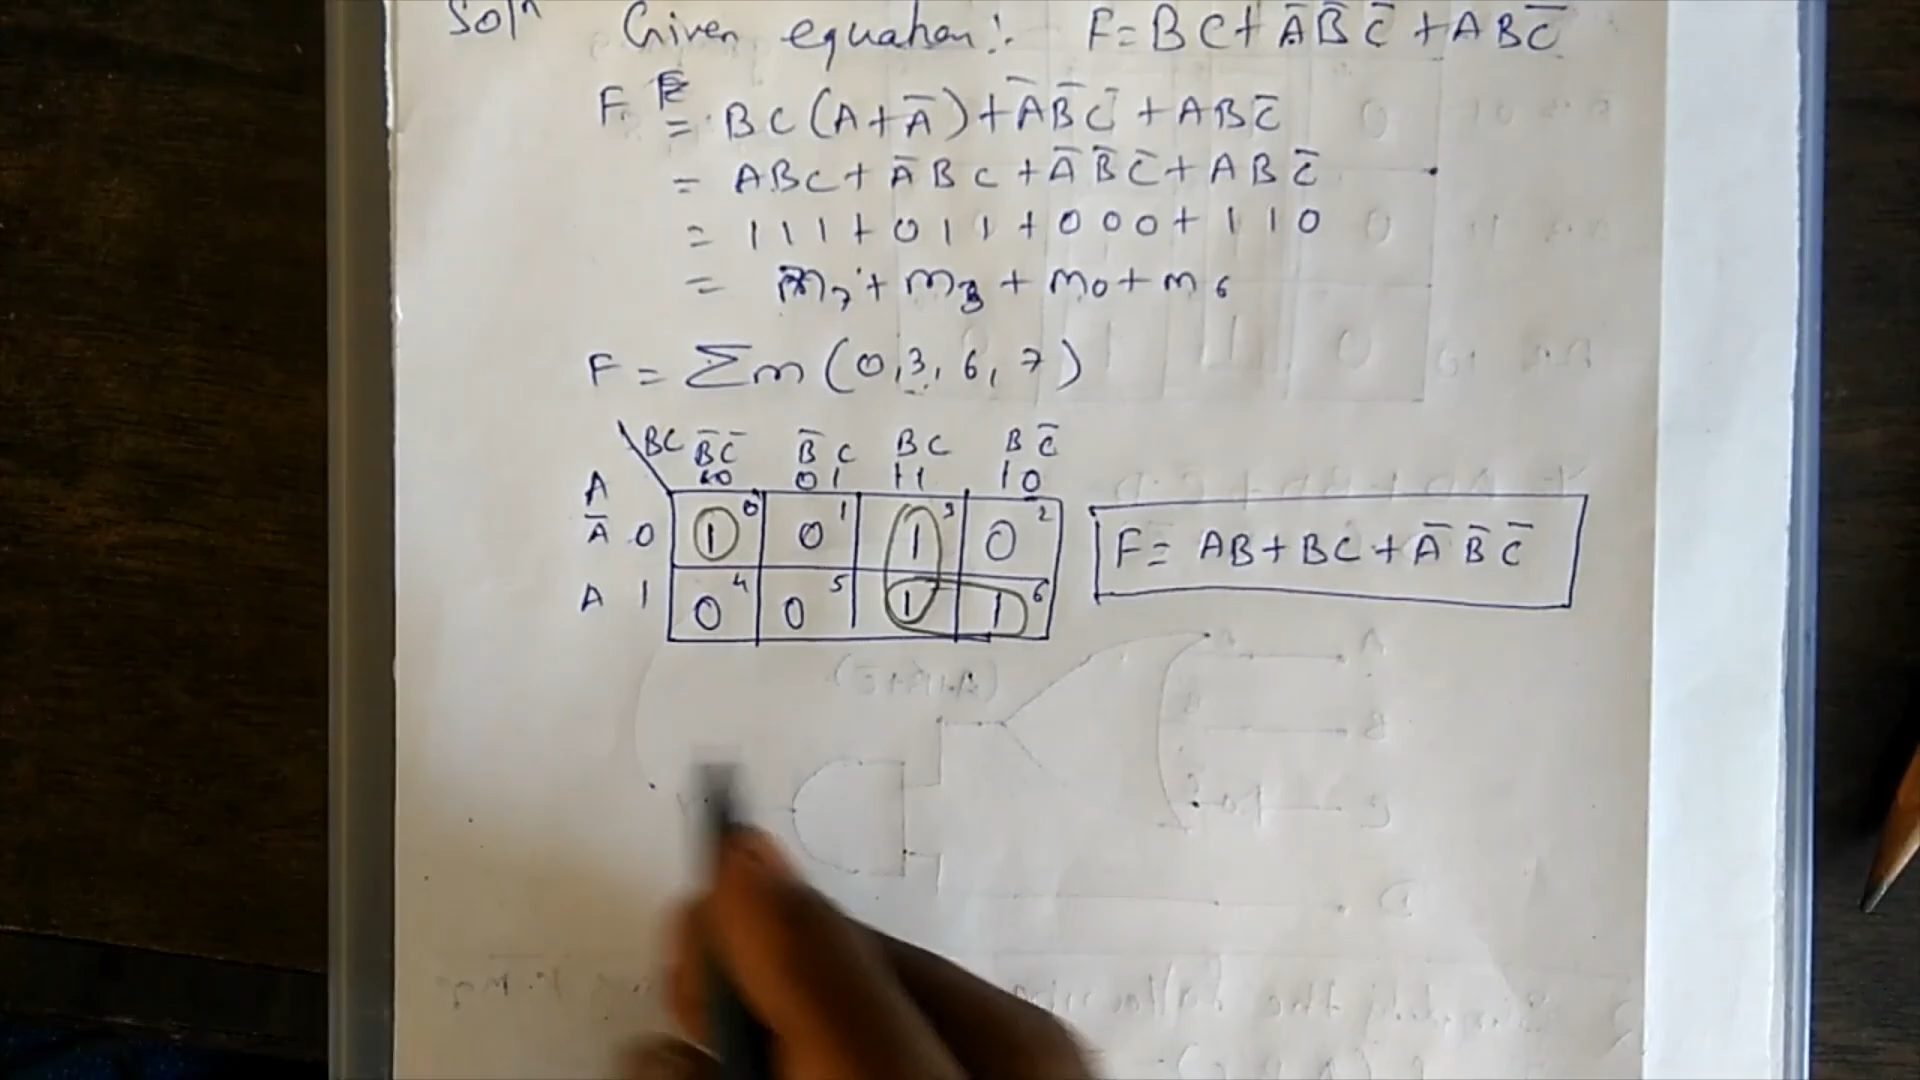 Soln Given equation:. F=BC+A̅B̅C̅+ABC̅
F = BC(A+A̅)+A̅B̅C̅+ABC̅
= ABC+A̅BC+A̅B̅C̅+ABC̅
= 111+011+000+110
= m7+m3+m0+m6
F = Σm(0,3,6,7)
BC B̅C̅ B̅C BC BC̅
A 00 01 11 10
A̅ 0 1 0 0 1 1 3 0 2
A 1 0 4 0 5 1 1 6
F= AB+BC+A̅B̅C̅